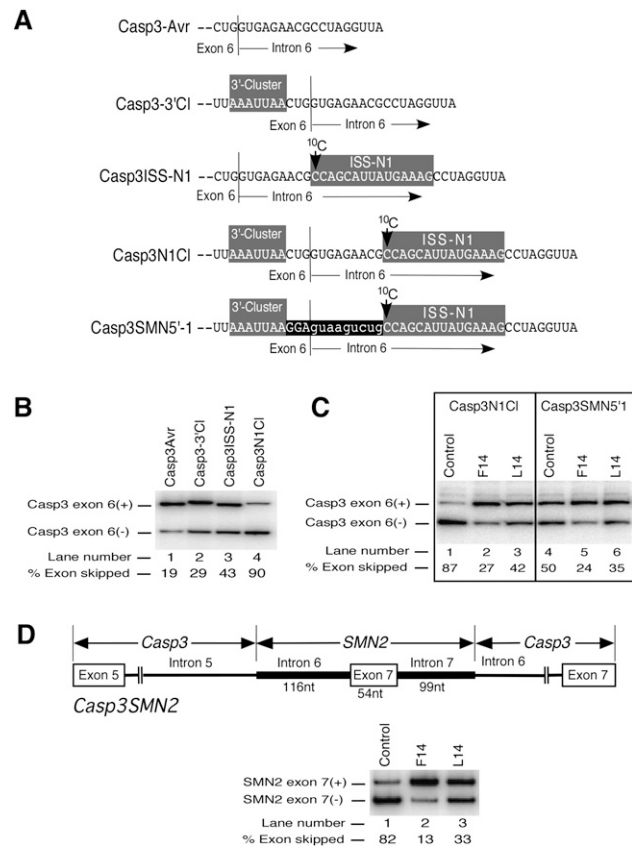 A
Casp3-Avr --CUGGUGAGAACGCCUAGGUUA
Exon 6 Intron 6
3'-Cluster
Casp3-3'Cl --UUAAAUUAACUGGUGAGAACGCCUAGGUUA
Exon 6 Intron 6
10C
ISS-N1
Casp3ISS-N1 --CUGGUGAGAACGCCAGCAUUAUGAAAGCCUAGGUUA
Exon 6 Intron 6
10C
3'-Cluster ISS-N1
Casp3N1Cl --UUAAAUUAACUGGUGAGAACGCCAGCAUUAUGAAAGCCUAGGUUA
Exon 6 Intron 6
10C
3'-Cluster ISS-N1
Casp3SMN5'-1 --UUAAAUUAAGGAguaagucugCCAGCAUUAUGAAAGCCUAGGUUA
Exon 6 Intron 6
B
Casp3Avr Casp3-3'Cl Casp3ISS-N1 Casp3N1Cl
Casp3 exon 6(+)
Casp3 exon 6(-)
Lane number 1 2 3 4
% Exon skipped 19 29 43 90
C
Casp3N1Cl Casp3SMN5'1
Control F14 L14 Control F14 L14
Casp3 exon 6(+)
Casp3 exon 6(-)
Lane number 1 2 3 4 5 6
% Exon skipped 87 27 42 50 24 35
D
Casp3 SMN2 Casp3
Exon 5 Intron 5 Intron 6 Exon 7 Intron 7 Intron 6 Exon 7
116nt 54nt 99nt
Casp3SMN2
Control F14 L14
SMN2 exon 7(+)
SMN2 exon 7(-)
Lane number 1 2 3
% Exon skipped 82 13 33